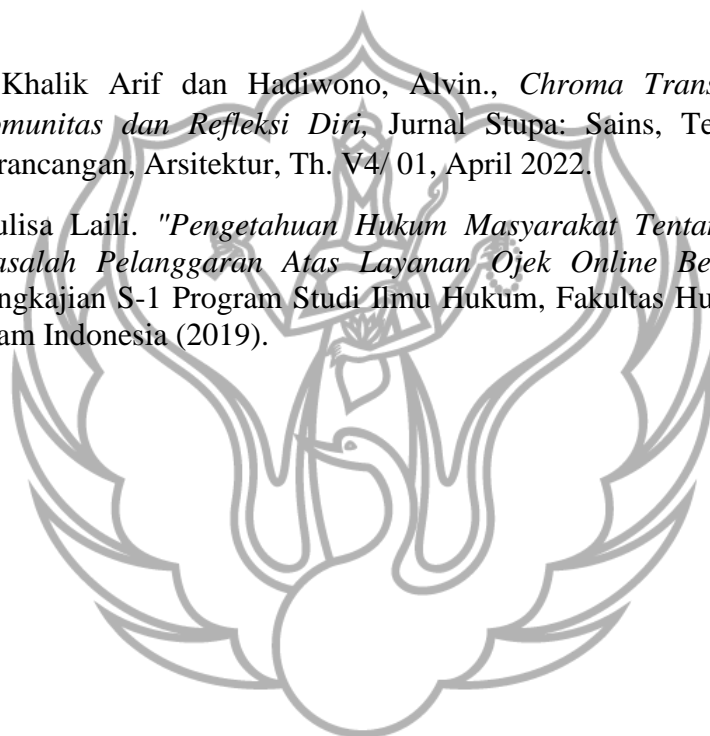 Khalik Arif dan Hadiwono, Alvin., Chroma Trans
omunitas dan Refleksi Diri, Jurnal Stupa: Sains, Te
rancangan, Arsitektur, Th. V4/ 01, April 2022.
ulisa Laili. "Pengetahuan Hukum Masyarakat Tenta
asalah Pelanggaran Atas Layanan Ojek Online Be
ngkajian S-1 Program Studi Ilmu Hukum, Fakultas Hu
am Indonesia (2019).